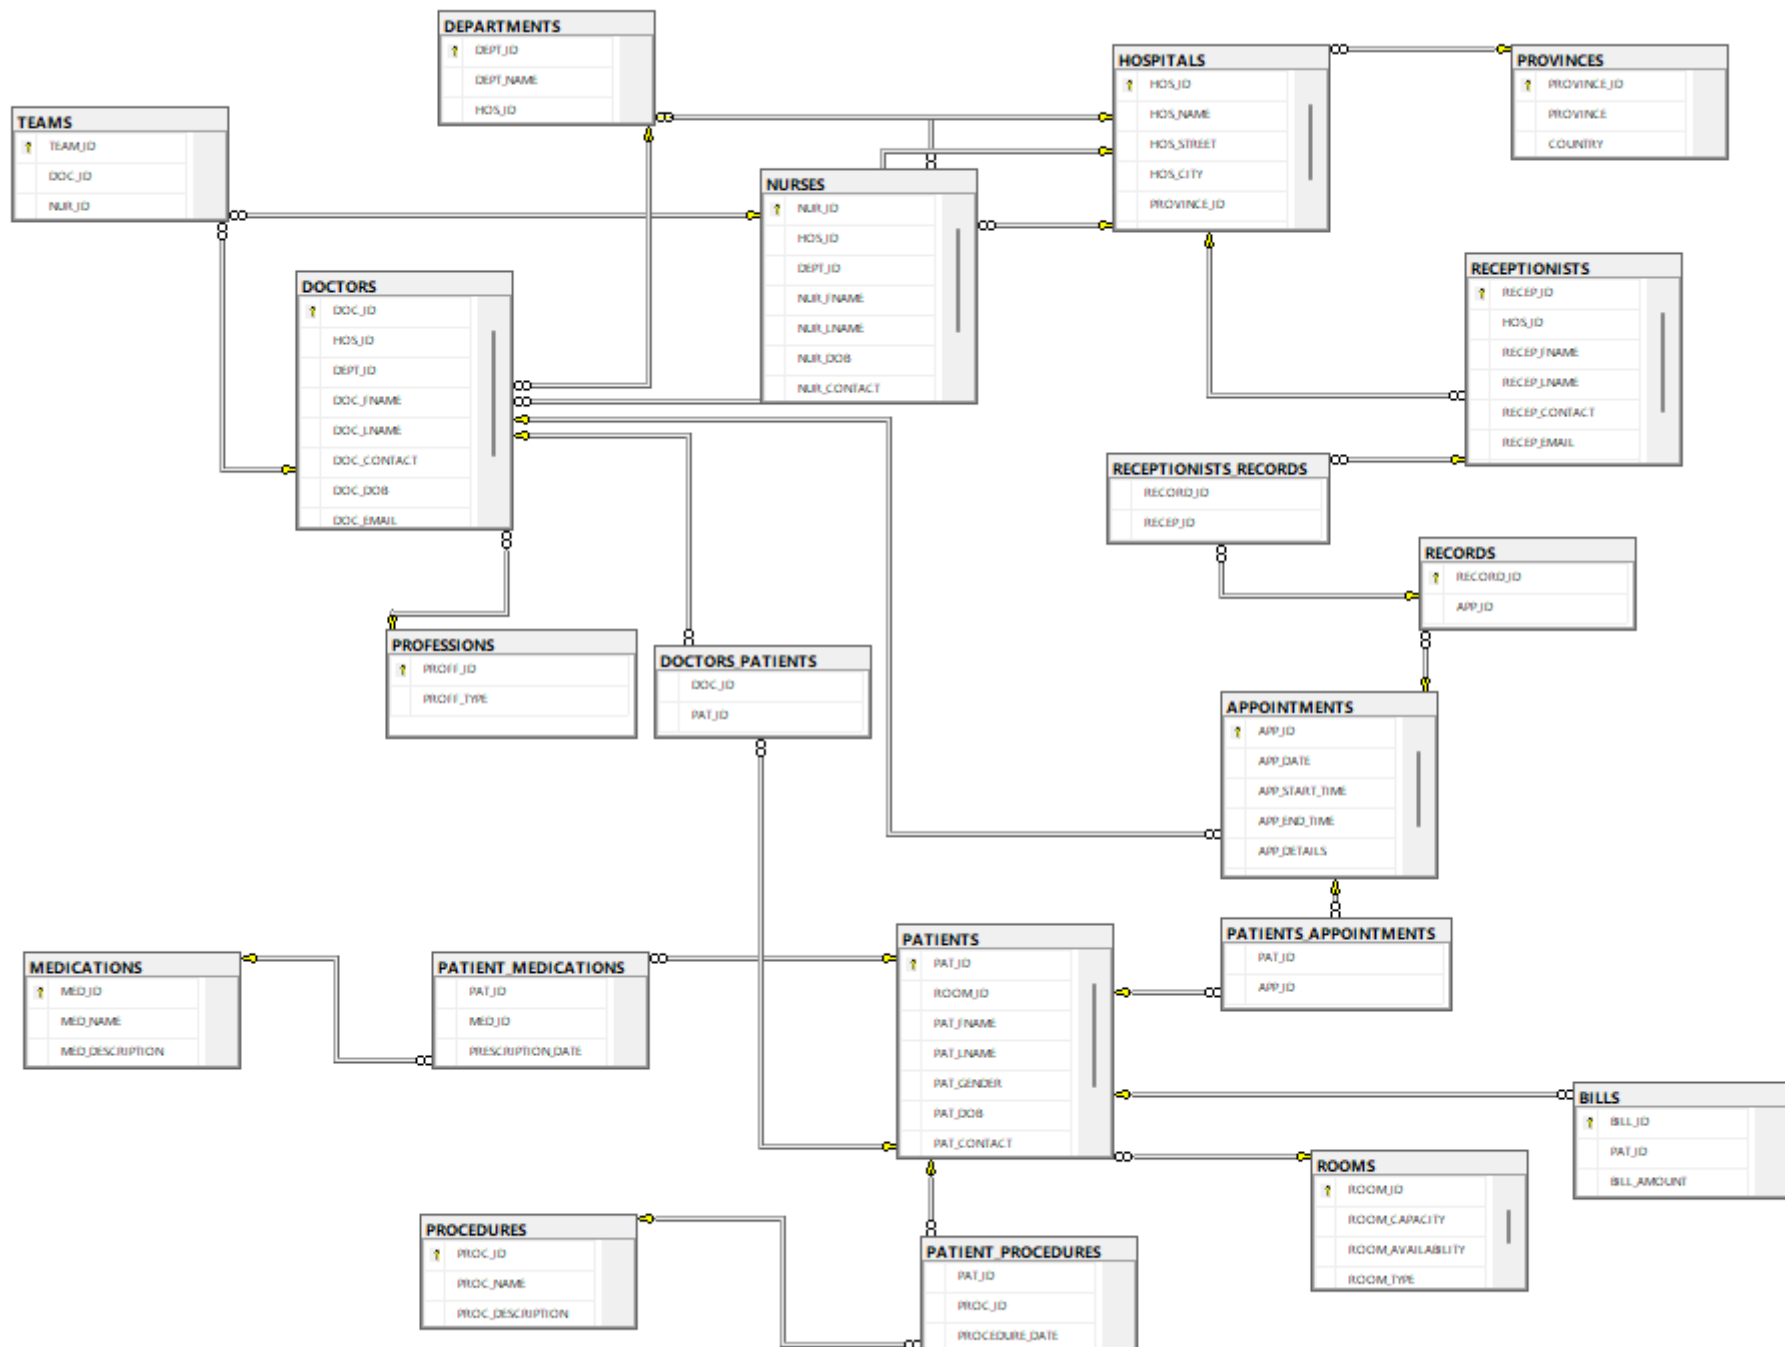 DEPARTMENTS
DEPT_ID
DEPT_NAME
HOS_ID
HOSPITALS
HOS_ID
HOS_NAME
HOS_STREET
HOS_CITY
PROVINCE_ID
PROVINCES
PROVINCE_ID
PROVINCE
COUNTRY
TEAMS
TEAM_ID
DOC_ID
NUR_ID
NURSES
NUR_ID
HOS_ID
DEPT_ID
NUR_FNAME
NUR_LNAME
NUR_DOB
NUR_CONTACT
DOCTORS
DOC_ID
HOS_ID
DEPT_ID
DOC_FNAME
DOC_LNAME
DOC_CONTACT
DOC_DOB
DOC_EMAIL
RECEPTIONISTS
RECEP_ID
HOS_ID
RECEP_FNAME
RECEP_LNAME
RECEP_CONTACT
RECEP_EMAIL
RECEPTIONISTS_RECORDS
RECORD_ID
RECEP_ID
RECORDS
RECORD_ID
APP_ID
PROFESSIONS
PROFF_ID
PROFF_TYPE
DOCTORS_PATIENTS
DOC_ID
PAT_ID
APPOINTMENTS
APP_ID
APP_DATE
APP_START_TIME
APP_END_TIME
APP_DETAILS
MEDICATIONS
MED_ID
MED_NAME
MED_DESCRIPTION
PATIENT_MEDICATIONS
PAT_ID
MED_ID
PRESCRIPTION_DATE
PATIENTS
PAT_ID
ROOM_ID
PAT_FNAME
PAT_LNAME
PAT_GENDER
PAT_DOB
PAT_CONTACT
PATIENTS_APPOINTMENTS
PAT_ID
APP_ID
BILLS
BILL_ID
PAT_ID
BILL_AMOUNT
ROOMS
ROOM_ID
ROOM_CAPACITY
ROOM_AVAILABILITY
ROOM_TYPE
PROCEDURES
PROC_ID
PROC_NAME
PROC_DESCRIPTION
PATIENT_PROCEDURES
PAT_ID
PROC_ID
PROCEDURE_DATE